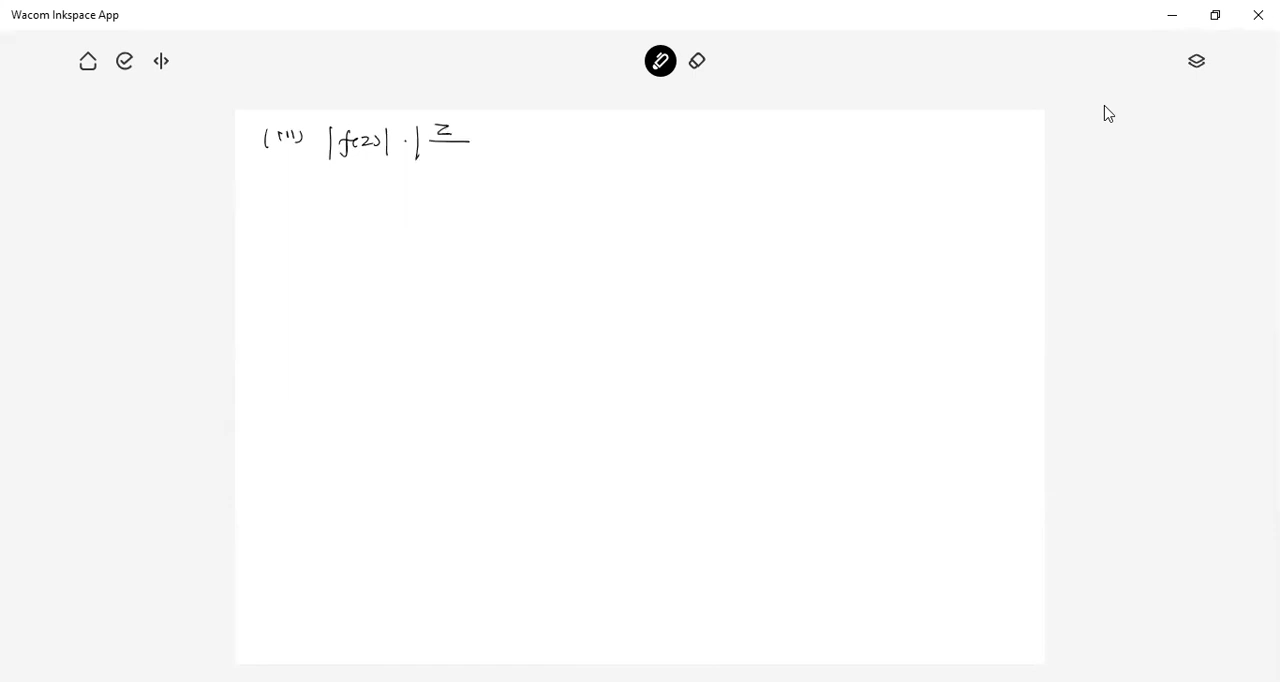 Wacom Inkspace App
(iii) |f(z)| · | z